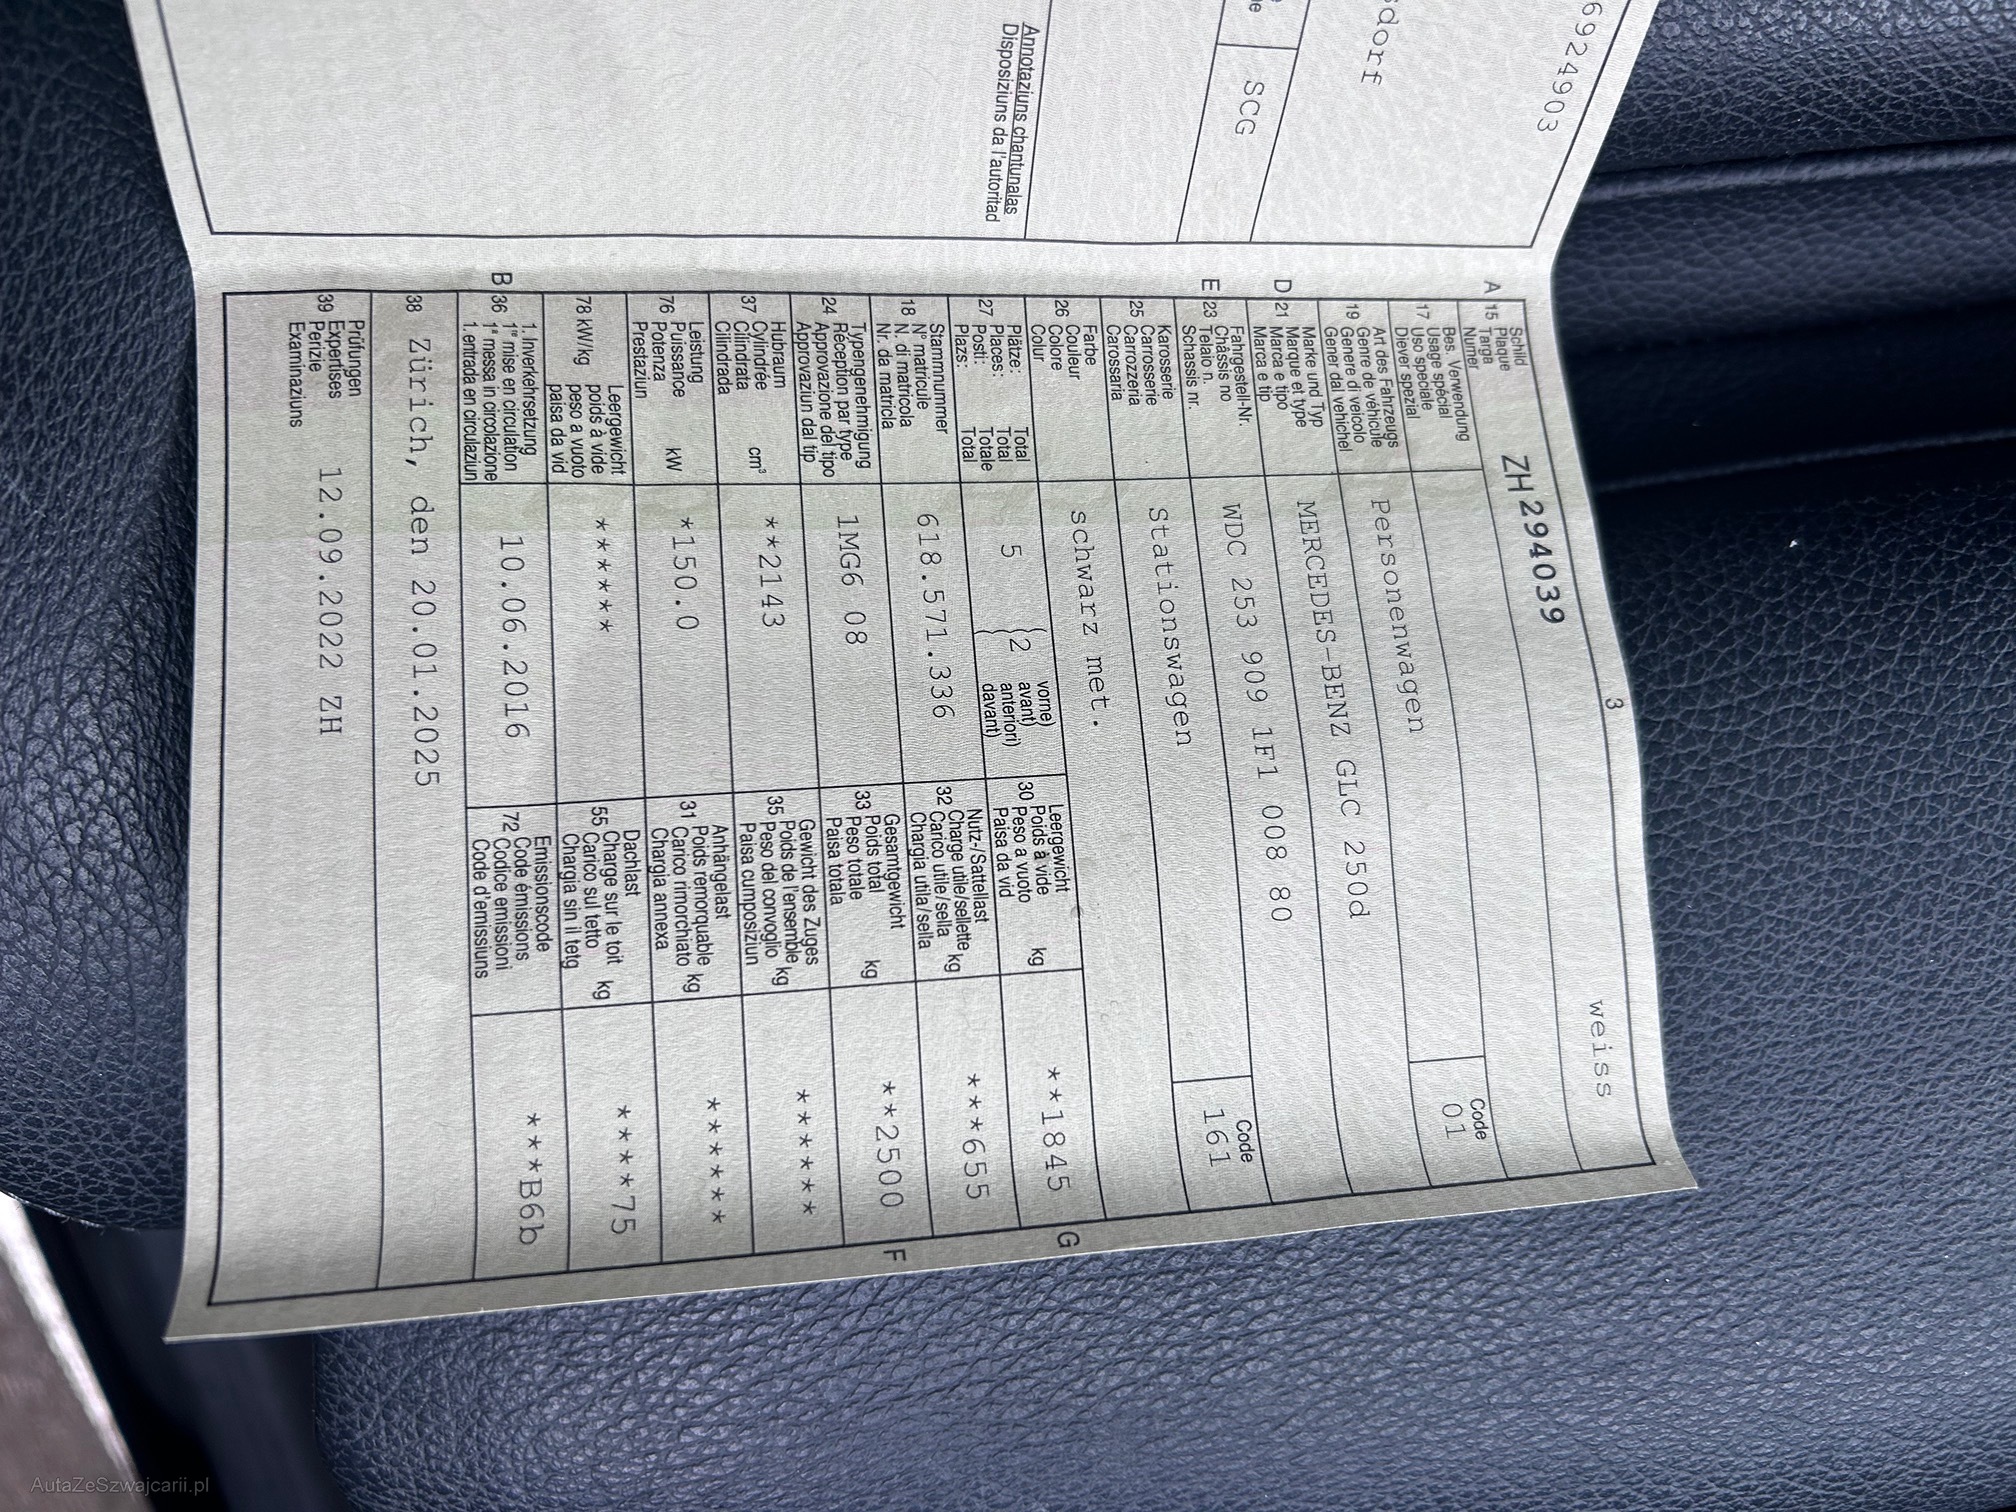 6924903
sdorf
SCG
Annotaziuns chantunalas
Disposiziuns da l'autoritad
3
weiss
A 15 Schild Plaque Targa Numer
ZH 294039
17 Bes. Verwendung Usage spécial Uso speciale Diever spezial
Code
01
19 Art des Fahrzeugs Genre de véhicule Genere di veicolo Gener dal vehichel
Personenwagen
D 21 Marke und Typ Marque et type Marca e tipo Marca e tip
MERCEDES-BENZ GLC 250d
E 23 Fahrgestell-Nr. Châssis no Telaio n. Schassis nr.
WDC 253 909 1F1 008 80
Code
161
25 Karosserie Carrosserie Carrozzeria Carossaria
Stationswagen
26 Farbe Couleur Colore Colur
schwarz met.
27 Plätze: Total Places: Total Posti: Totale Plazs: Total
5 (2 vorne) avant) anteriori) davant)
30 Leergewicht Poids à vide Peso a vuoto Paisa da vid kg
**1845 G
18 Stammnummer N° matricule N. di matricola Nr. da matricla
618.571.336
32 Nutz-/Sattellast Charge utile/sellette Carico utile/sella Chargia utila/sella kg
***655
24 Typengenehmigung Réception par type Approvazione del tipo Approvaziun dal tip
1MG6 08
33 Gesamtgewicht Poids total Peso totale Paisa totala kg
**2500 F
37 Hubraum Cylindrée Cilindrata Cilindrada cm³
**2143
35 Gewicht des Zuges Poids de l'ensemble Peso del convoglio Paisa cumposiziun kg
******
76 Leistung Puissance Potenza Prestaziun kW
*150.0
31 Anhängelast Poids remorquable Carico rimorchiato Chargia annexa kg
******
78 kW/kg Leergewicht poids à vide peso a vuoto paisa da vid
******
55 Dachlast Charge sur le toit Carico sul tetto Chargia sin il tetg kg
****75
B 36 1. Inverkehrsetzung 1re mise en circulation 1a messa in circolazione 1. entrada en circulaziun
10.06.2016
72 Emissionscode Code émissions Codice emissioni Code d'emissiuns
***B6b
38 Zürich, den 20.01.2025
39 Prüfungen Expertises Perizie Examinaziuns
12.09.2022 ZH
AutaZeSzwajcarii.pl